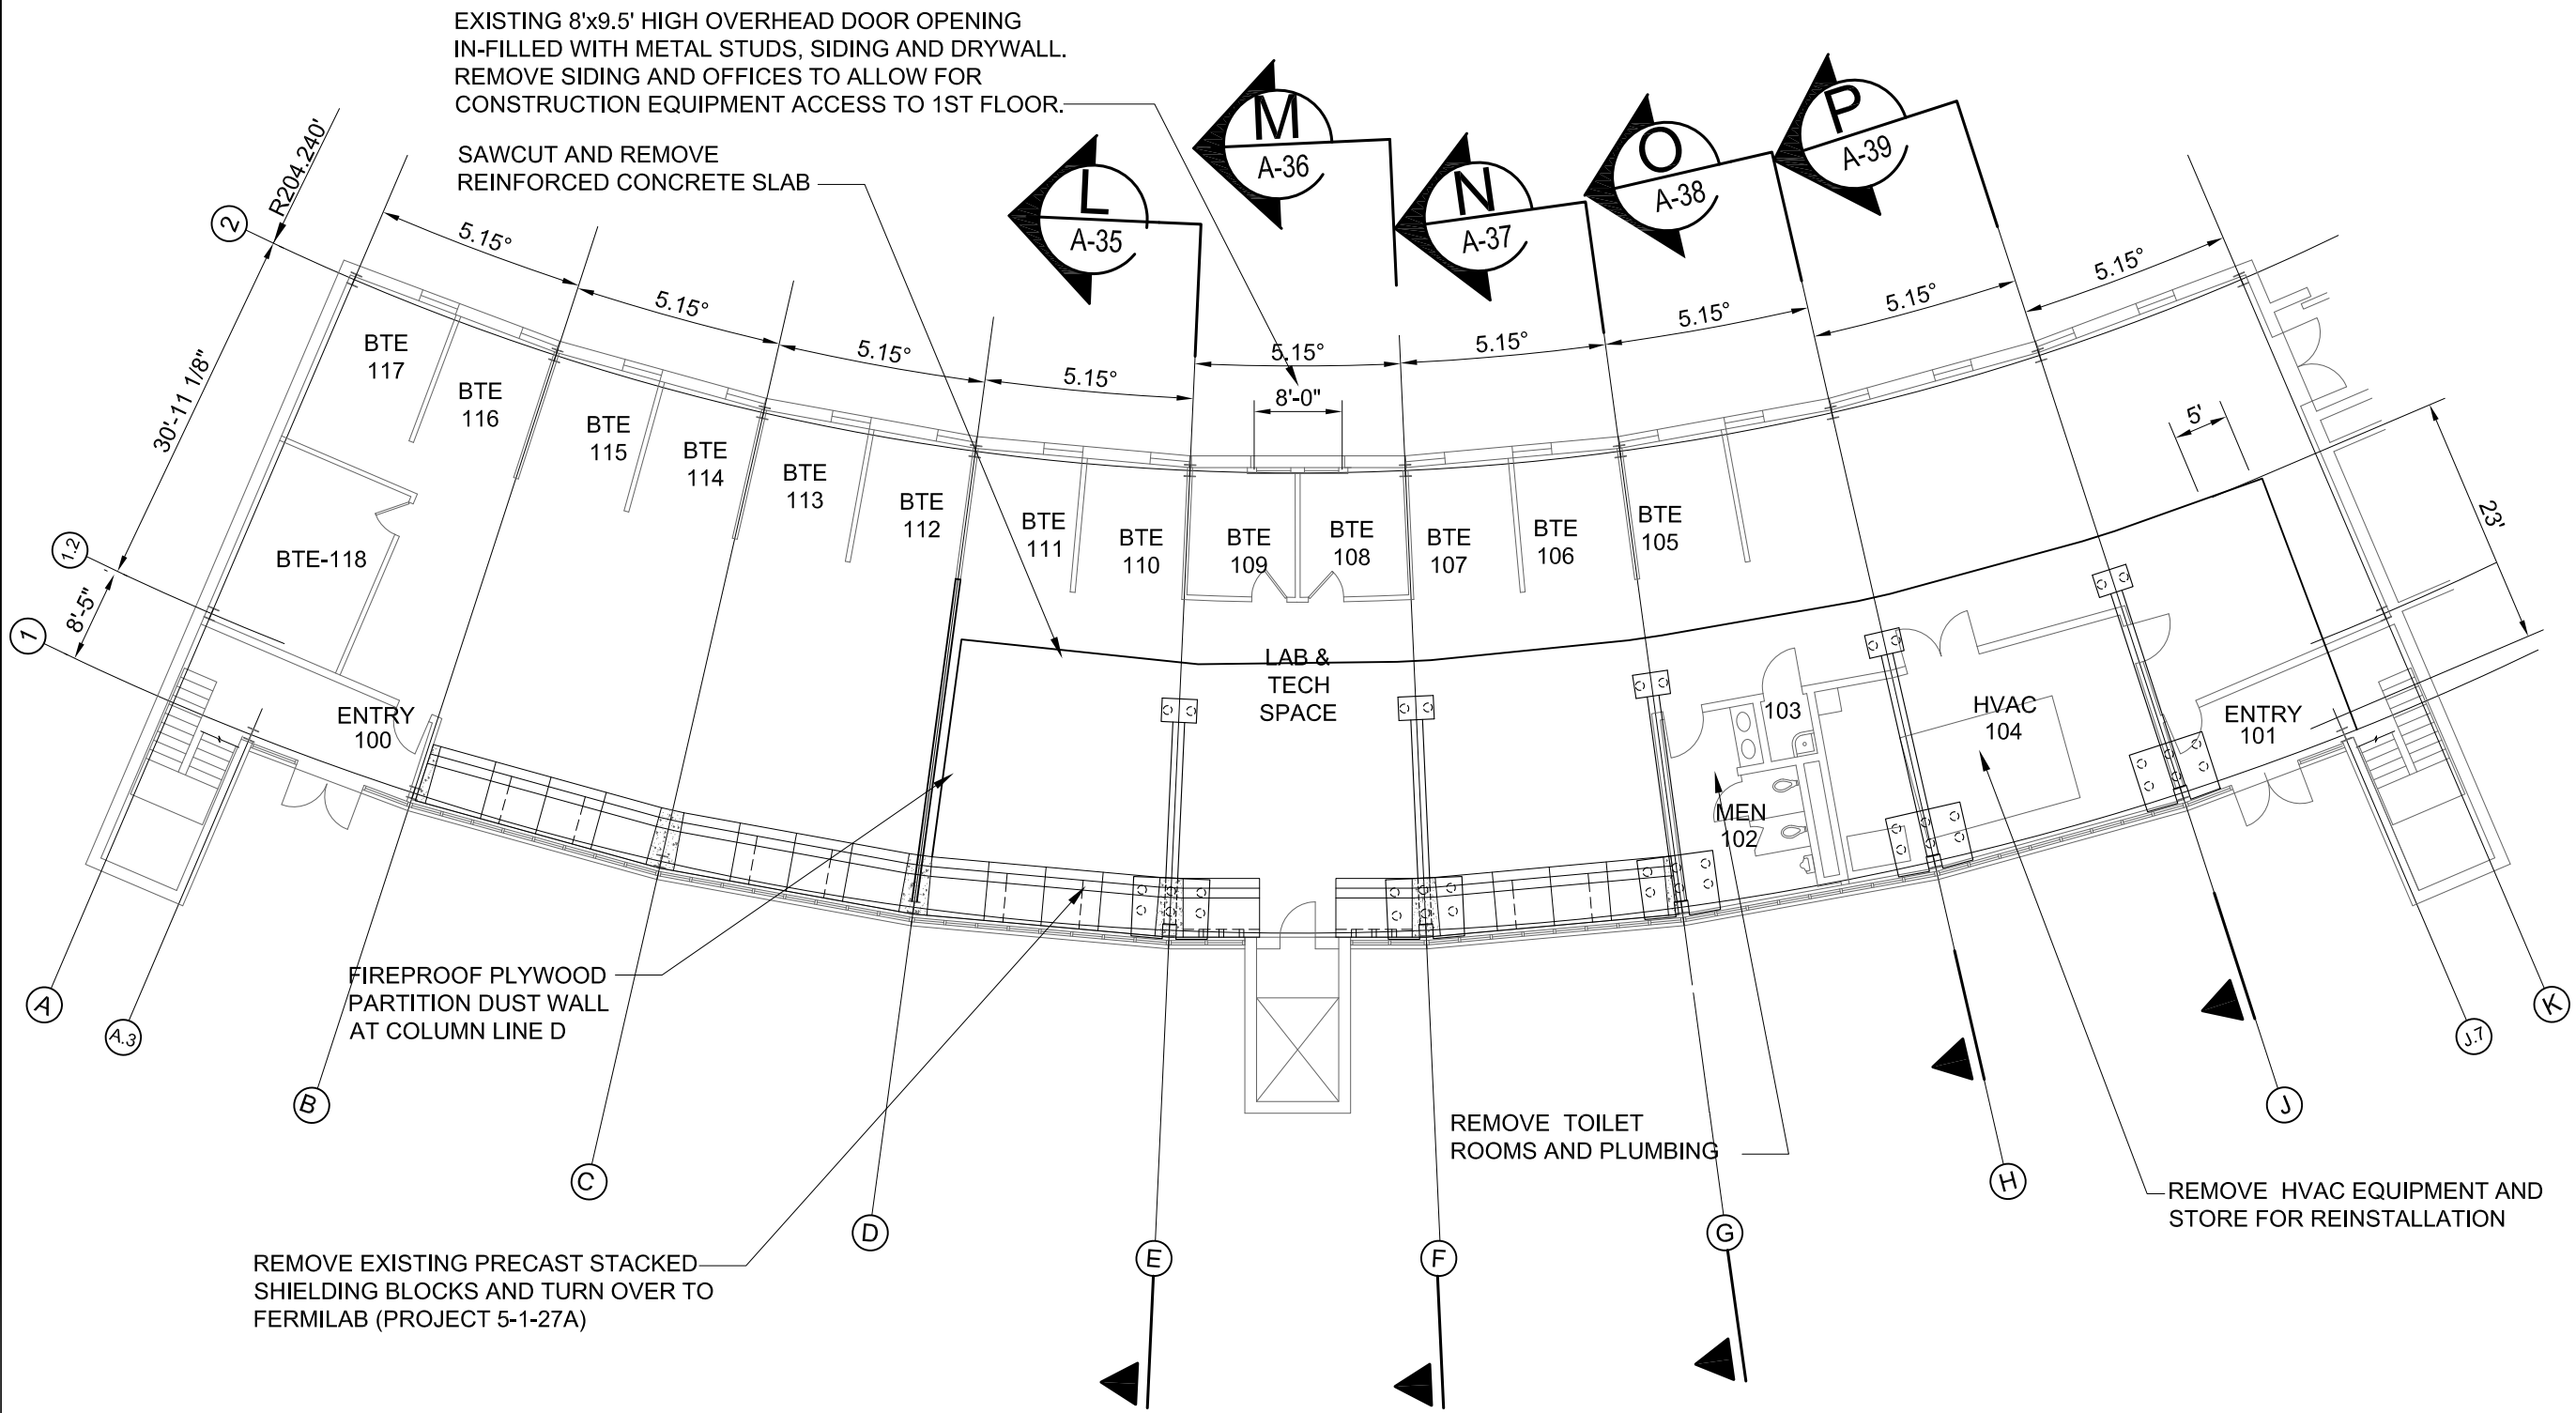 EXISTING 8'x9.5' HIGH OVERHEAD DOOR OPENING
IN-FILLED WITH METAL STUDS, SIDING AND DRYWALL.
REMOVE SIDING AND OFFICES TO ALLOW FOR
CONSTRUCTION EQUIPMENT ACCESS TO 1ST FLOOR.
SAWCUT AND REMOVE
REINFORCED CONCRETE SLAB
L
A-35
M
A-36
N
A-37
O
A-38
P
A-39
R204.240'
2
30'-11 1/8"
1.2
8'-5"
1
5.15°
5.15°
5.15°
5.15°
5.15°
5.15°
5.15°
5.15°
5.15°
8'-0"
5'
23'
BTE
117
BTE
116
BTE
115
BTE
114
BTE
113
BTE
112
BTE
111
BTE
110
BTE
109
BTE
108
BTE
107
BTE
106
BTE
105
BTE-118
LAB &
TECH
SPACE
ENTRY
100
103
MEN
102
HVAC
104
ENTRY
101
FIREPROOF PLYWOOD
PARTITION DUST WALL
AT COLUMN LINE D
REMOVE EXISTING PRECAST STACKED
SHIELDING BLOCKS AND TURN OVER TO
FERMILAB (PROJECT 5-1-27A)
REMOVE TOILET
ROOMS AND PLUMBING
REMOVE HVAC EQUIPMENT AND
STORE FOR REINSTALLATION
A
A.3
B
C
D
E
F
G
H
J
J.7
K